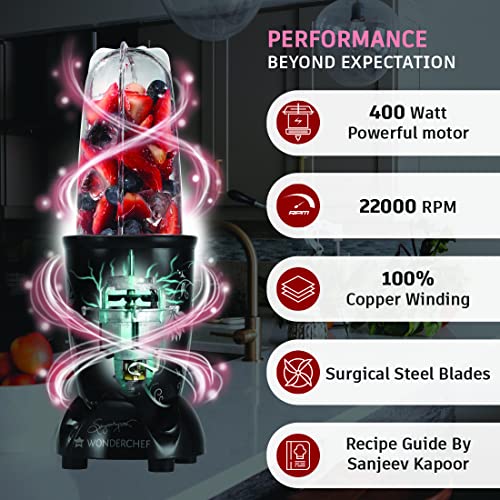 PERFORMANCE
BEYOND EXPECTATION
400 Watt
Powerful motor
RPM
22000 RPM
100%
Copper Winding
Surgical Steel Blades
Recipe Guide By
Sanjeev Kapoor
WONDERCHEF